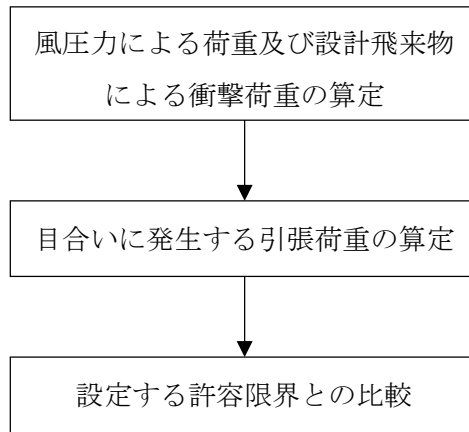 風圧力による荷重及び設計飛来物
による衝撃荷重の算定
目合いに発生する引張荷重の算定
設定する許容限界との比較